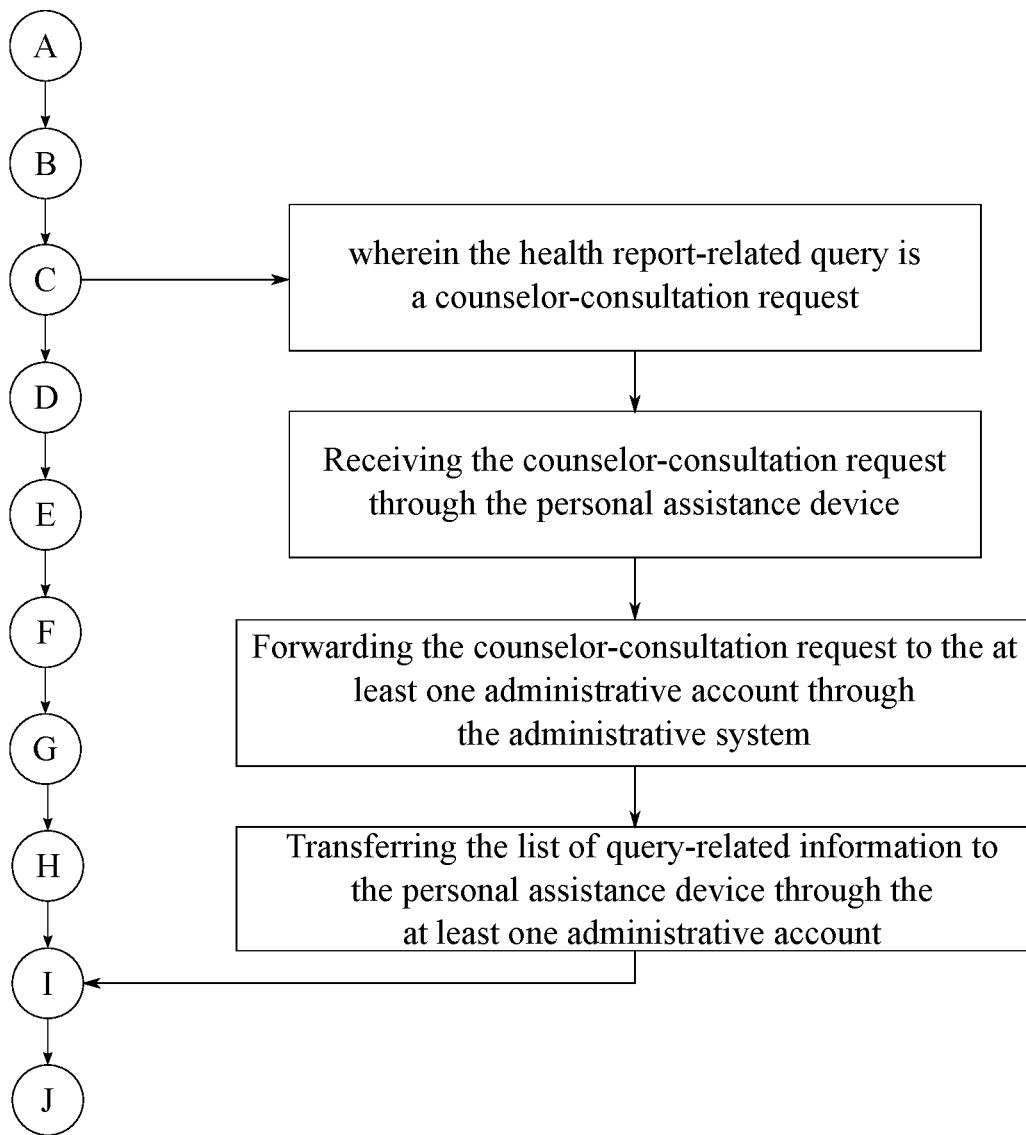 A
B
C
wherein the health report-related query is
a counselor-consultation request
D
Receiving the counselor-consultation request
through the personal assistance device
E
F
Forwarding the counselor-consultation request to the at
least one administrative account through
the administrative system
G
H
Transferring the list of query-related information to
the personal assistance device through the
at least one administrative account
I
J